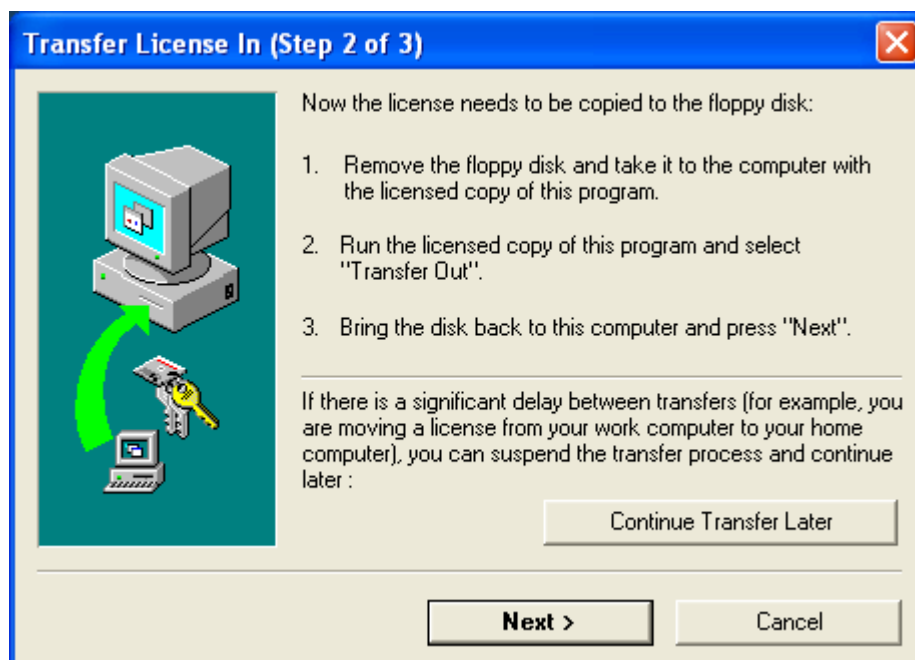 Transfer License In (Step 2 of 3)
Now the license needs to be copied to the floppy disk:
1. Remove the floppy disk and take it to the computer with
the licensed copy of this program.
2. Run the licensed copy of this program and select
"Transfer Out".
3. Bring the disk back to this computer and press "Next".
If there is a significant delay between transfers (for example, you
are moving a license from your work computer to your home
computer), you can suspend the transfer process and continue
later :
Continue Transfer Later
Next >
Cancel